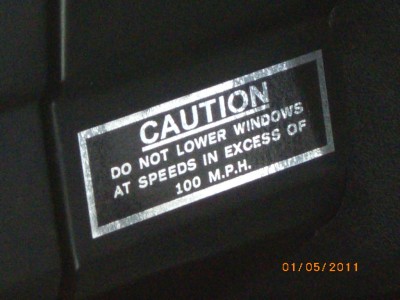 CAUTION
DO NOT LOWER WINDOWS
AT SPEEDS IN EXCESS OF
100 M.P.H.
01/05/2011